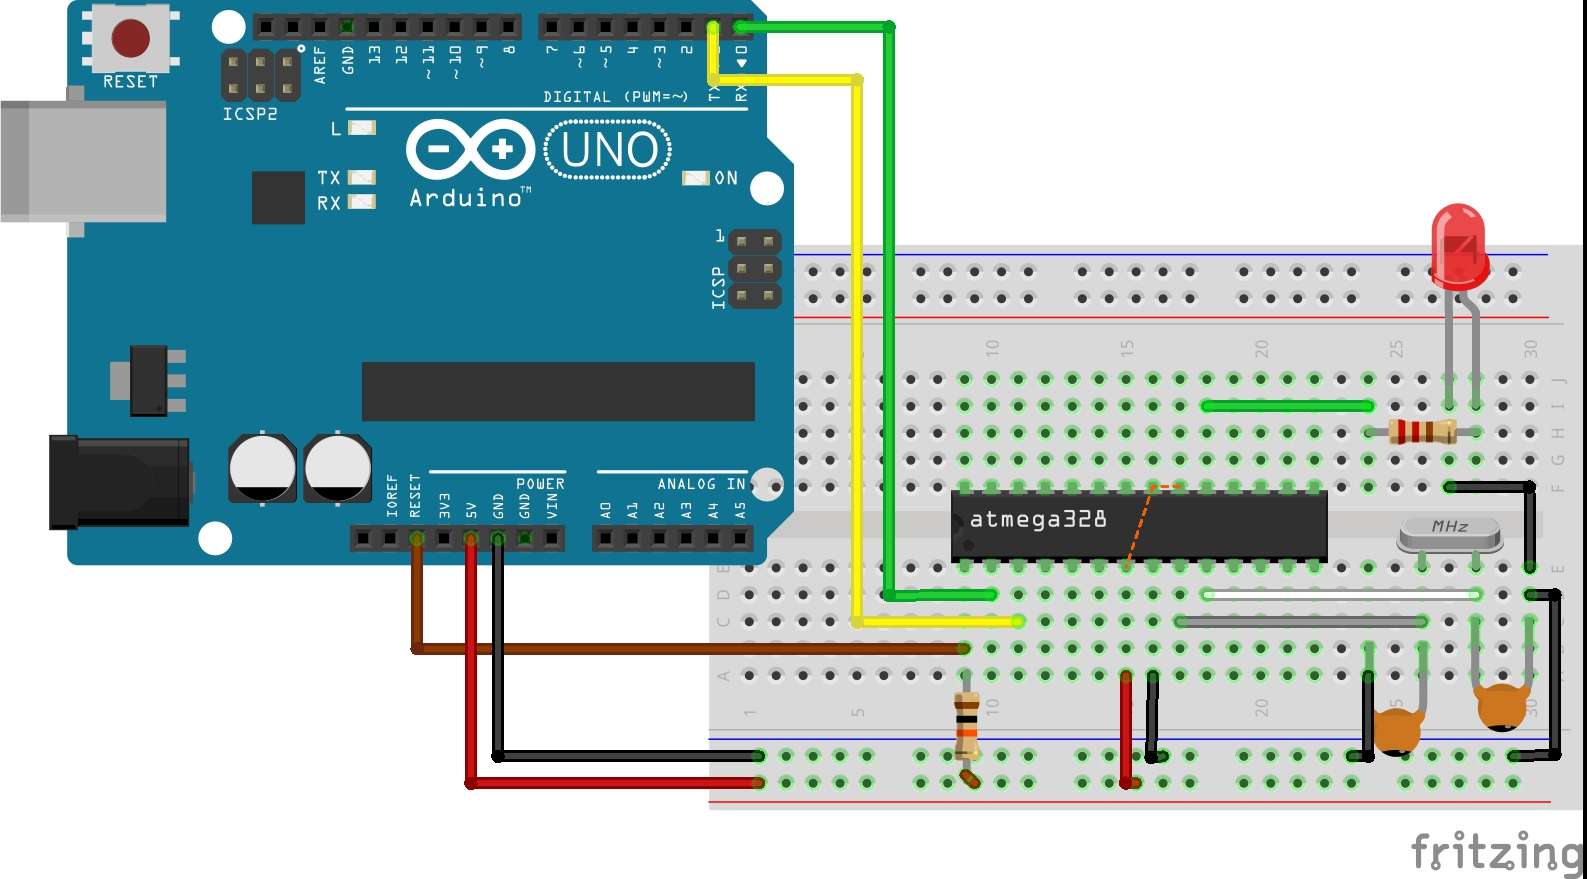 RESET
ICSP2
AREF
GND
13
12
~11
~10
~9
8
7
~6
~5
4
~3
2
TX
RX
0
DIGITAL (PWM=~)
L
TX
RX
UNO
Arduino™
ON
1
ICSP
IOREF
RESET
3V3
5V
GND
GND
VIN
POWER
ANALOG IN
A0
A1
A2
A3
A4
A5
10
15
20
25
30
J
I
H
G
F
atmega328
MHz
E
D
C
A
E
1
5
10
20
30
fritzing